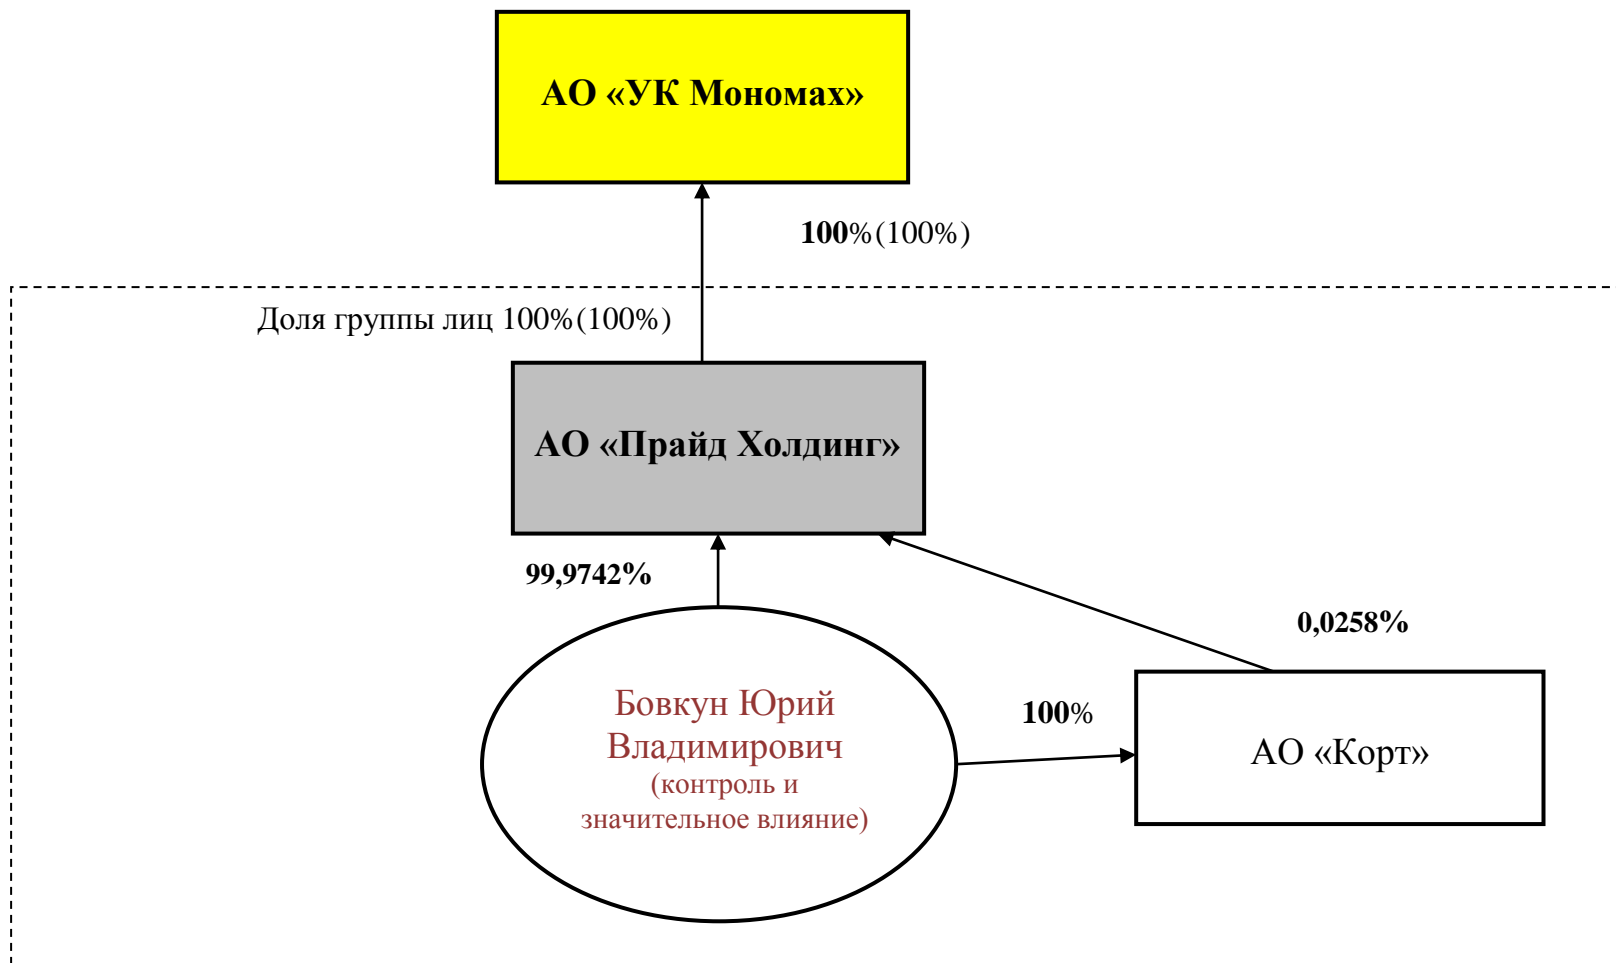 АО «УК Мономах»
100%(100%)
Доля группы лиц 100%(100%)
АО «Прайд Холдинг»
99,9742%
0,0258%
Бовкун Юрий
Владимирович
(контроль и
значительное влияние)
100%
АО «Корт»